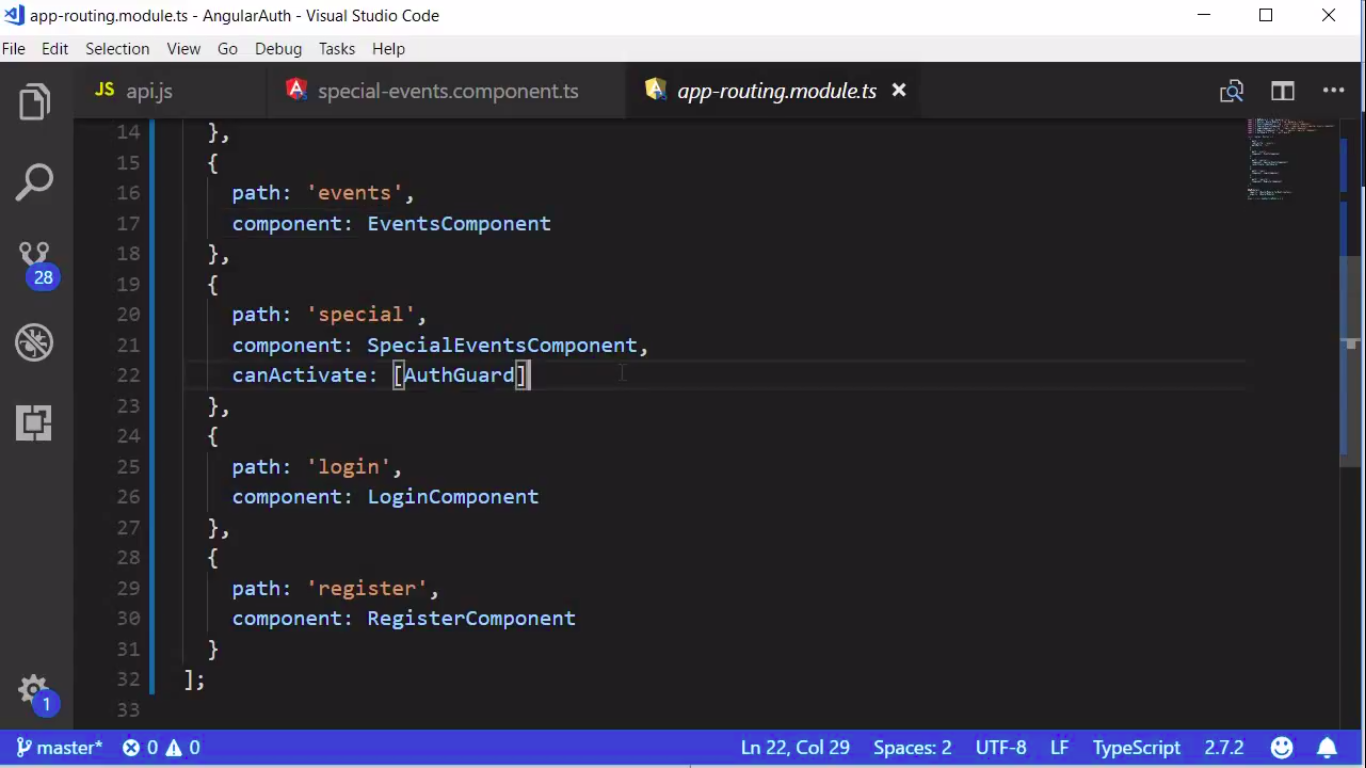 app-routing.module.ts - AngularAuth - Visual Studio Code
File Edit Selection View Go Debug Tasks Help
JS api.js special-events.component.ts app-routing.module.ts
14 },
15 {
16 path: 'events',
17 component: EventsComponent
18 },
19 {
20 path: 'special',
21 component: SpecialEventsComponent,
22 canActivate: [AuthGuard]
23 },
24 {
25 path: 'login',
26 component: LoginComponent
27 },
28 {
29 path: 'register',
30 component: RegisterComponent
31 }
32 ];
33
28
1
master* 0 0 Ln 22, Col 29 Spaces: 2 UTF-8 LF TypeScript 2.7.2